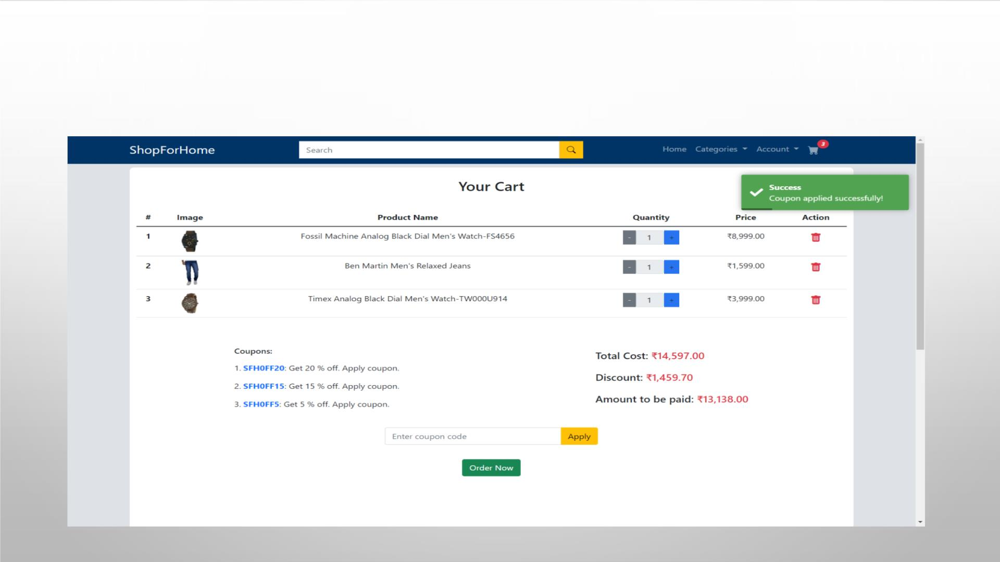 ShopForHome Search Home Categories Account 3
Your Cart
Success
Coupon applied successfully!
# Image Product Name Quantity Price Action
1 Fossil Machine Analog Black Dial Men's Watch-FS4656 - 1 + ₹8,999.00
2 Ben Martin Men's Relaxed Jeans - 1 + ₹1,599.00
3 Timex Analog Black Dial Men's Watch-TW000U914 - 1 + ₹3,999.00
Coupons:
1. SFHOFF20: Get 20 % off. Apply coupon.
2. SFHOFF15: Get 15 % off. Apply coupon.
3. SFHOFF5: Get 5 % off. Apply coupon.
Total Cost: ₹14,597.00
Discount: ₹1,459.70
Amount to be paid: ₹13,138.00
Enter coupon code Apply
Order Now